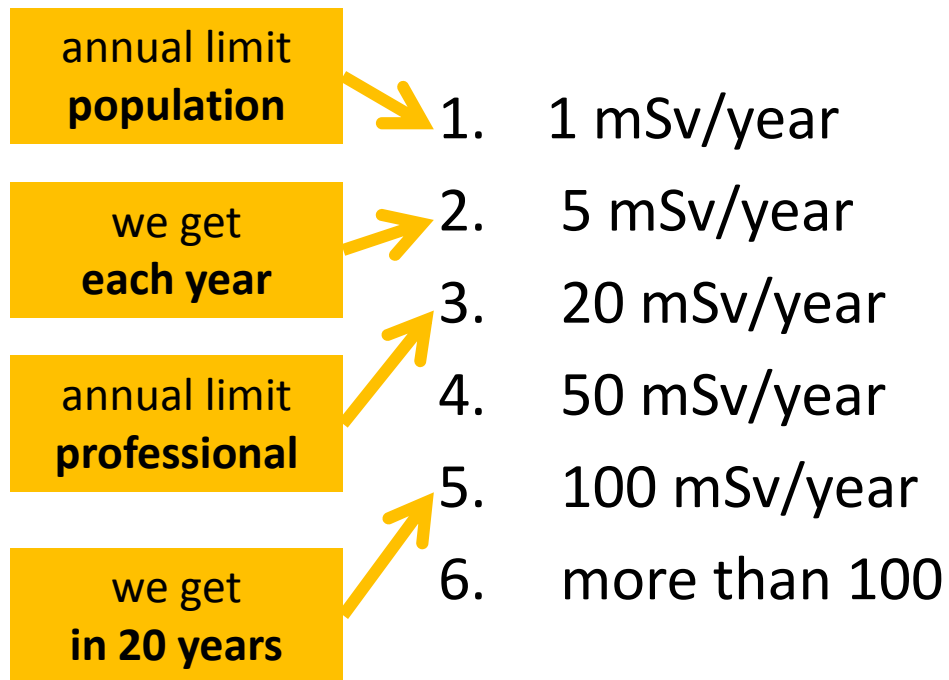 annual limit
population
we get
each year
annual limit
professional
we get
in 20 years
1. 1 mSv/year
2. 5 mSv/year
3. 20 mSv/year
4. 50 mSv/year
5. 100 mSv/year
6. more than 100